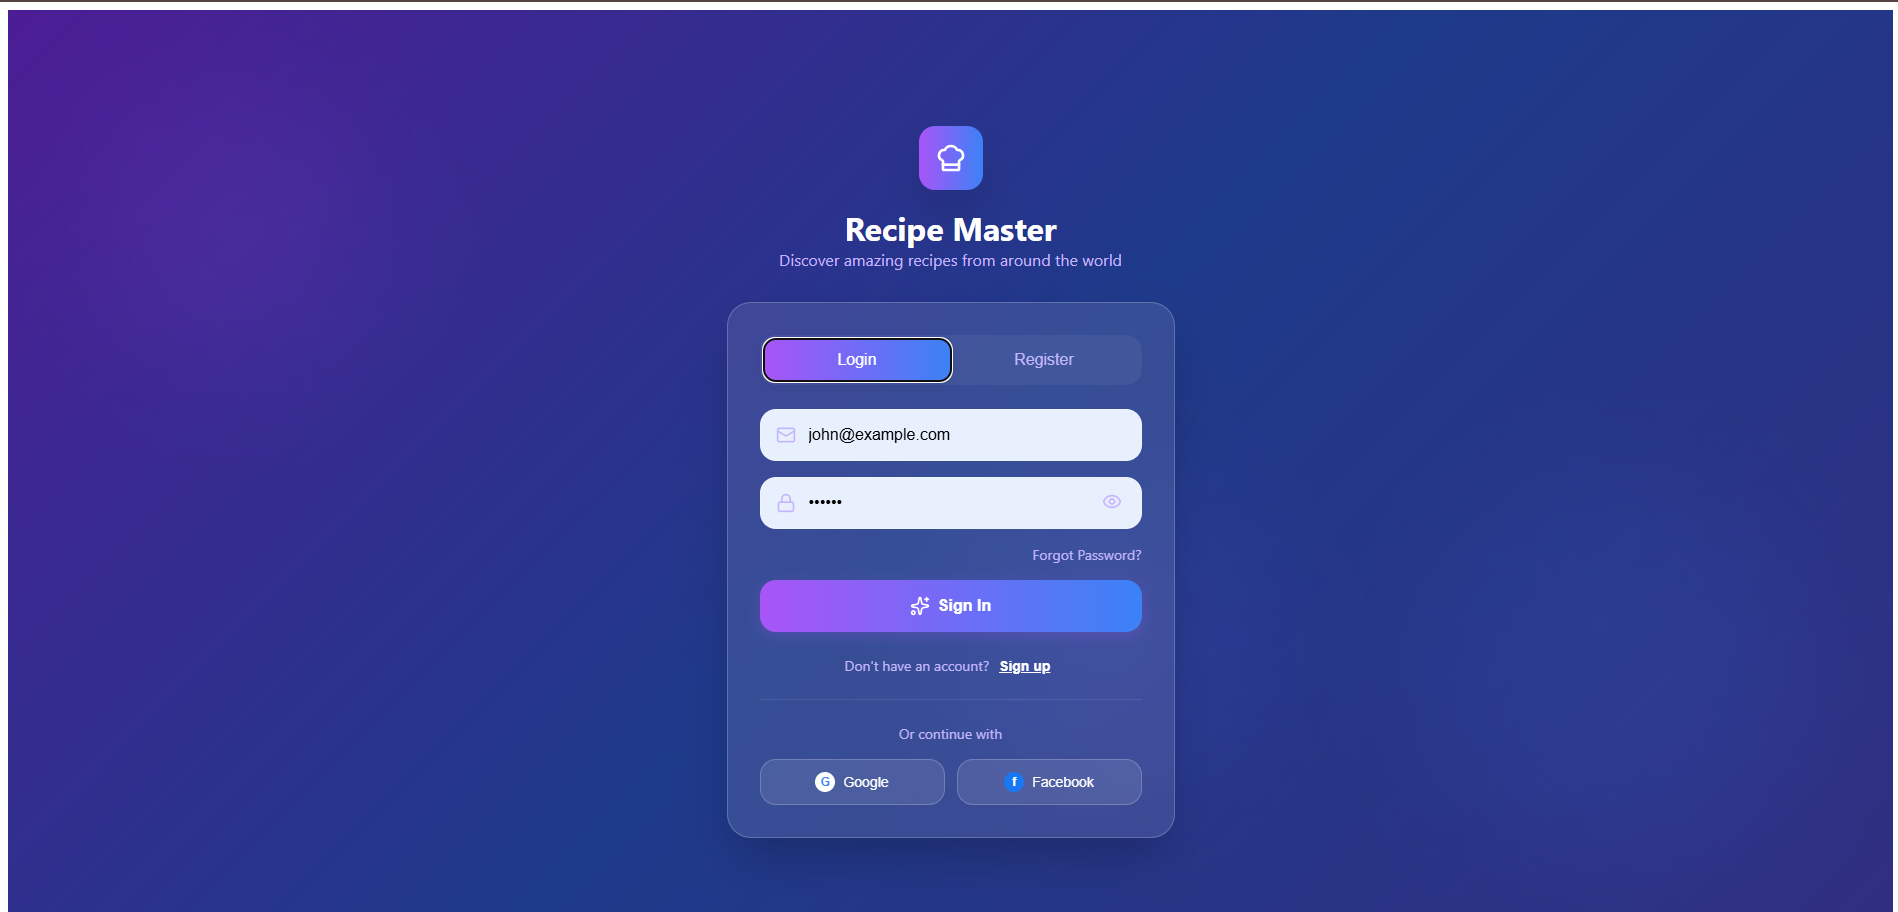 Recipe Master
Discover amazing recipes from around the world
Login Register
john@example.com
••••••
Forgot Password?
Sign In
Don't have an account? Sign up
Or continue with
G Google f Facebook